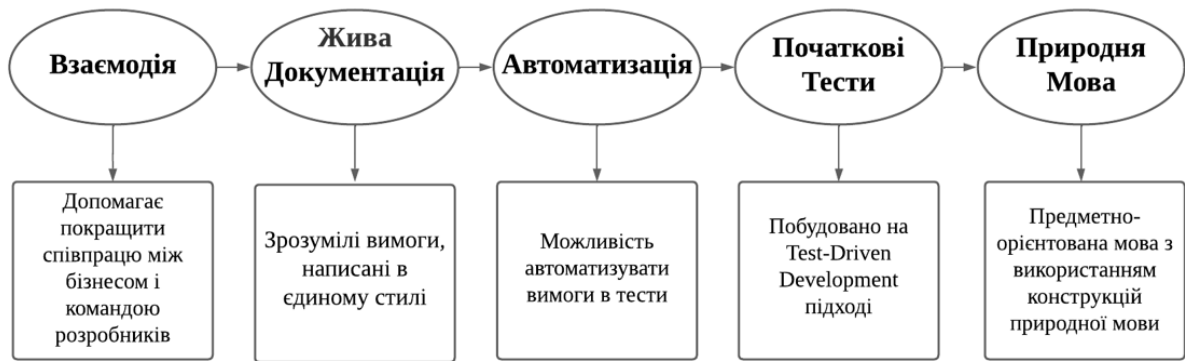 Взаємодія
Жива
Документація
Автоматизація
Початкові
Тести
Природня
Мова
Допомагає
покращити
співпрацю між
бізнесом і
командою
розробників
Зрозумілі вимоги,
написані в
єдиному стилі
Можливість
автоматизувати
вимоги в тести
Побудовано на
Test-Driven
Development
підході
Предметно-
орієнтована мова з
використанням
конструкцій
природної мови